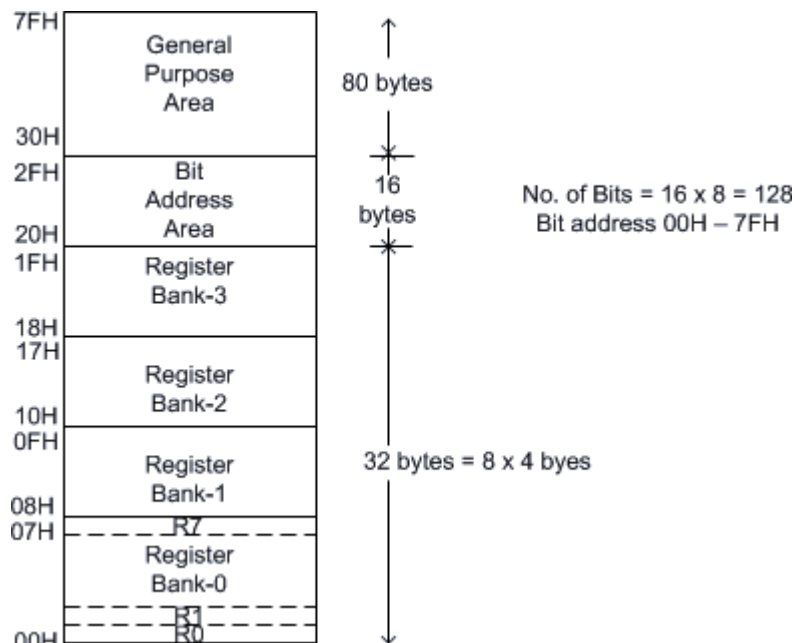 7FH
General
Purpose
Area
80 bytes
30H
2FH
Bit
Address
Area
16
bytes
No. of Bits = 16 x 8 = 128
Bit address 00H – 7FH
20H
1FH
Register
Bank-3
18H
17H
Register
Bank-2
10H
0FH
Register
Bank-1
32 bytes = 8 x 4 byes
08H
07H
R7
Register
Bank-0
R1
00H
R0